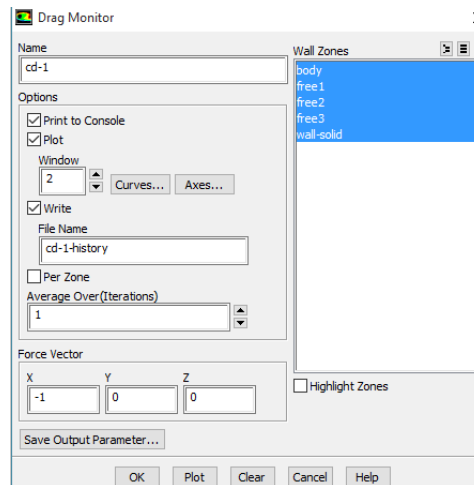 Drag Monitor
Name
cd-1
Options
Print to Console
Plot
Window
2
Curves...
Axes...
Write
File Name
cd-1-history
Per Zone
Average Over(Iterations)
1
Force Vector
X Y Z
-1 0 0
Save Output Parameter...
Wall Zones
body
free1
free2
free3
wall-solid
Highlight Zones
OK Plot Clear Cancel Help